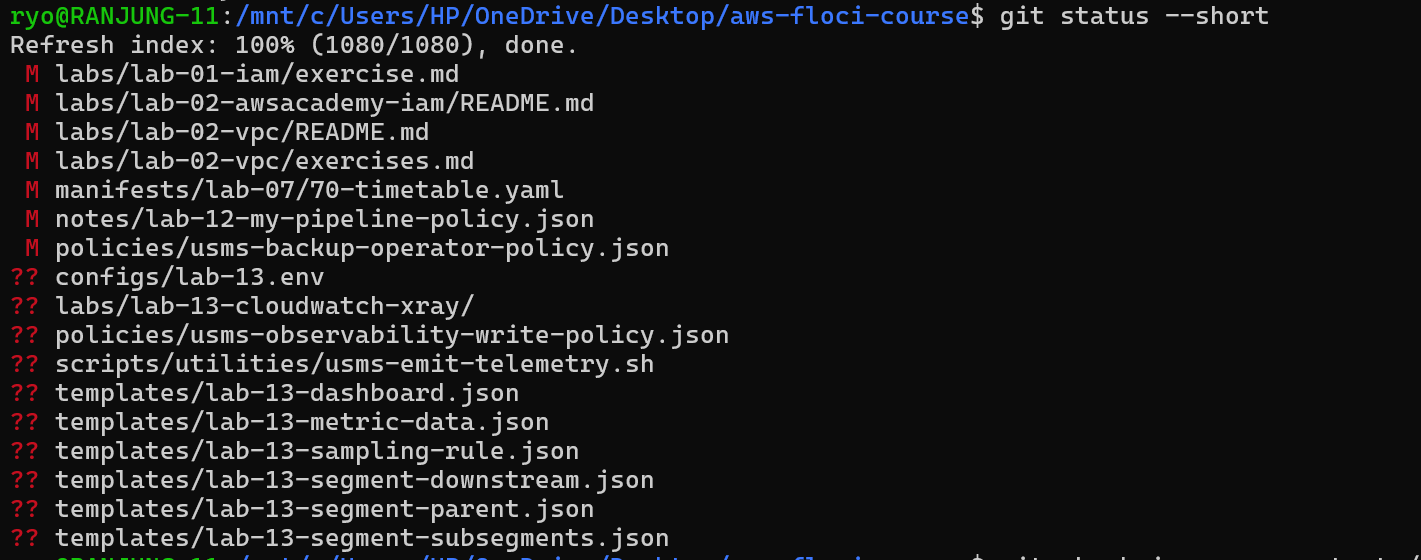 ryo@RANJUNG-11:/mnt/c/Users/HP/OneDrive/Desktop/aws-floci-course$ git status --short
Refresh index: 100% (1080/1080), done.
 M labs/lab-01-iam/exercise.md
 M labs/lab-02-awsacademy-iam/README.md
 M labs/lab-02-vpc/README.md
 M labs/lab-02-vpc/exercises.md
 M manifests/lab-07/70-timetable.yaml
 M notes/lab-12-my-pipeline-policy.json
 M policies/usms-backup-operator-policy.json
?? configs/lab-13.env
?? labs/lab-13-cloudwatch-xray/
?? policies/usms-observability-write-policy.json
?? scripts/utilities/usms-emit-telemetry.sh
?? templates/lab-13-dashboard.json
?? templates/lab-13-metric-data.json
?? templates/lab-13-sampling-rule.json
?? templates/lab-13-segment-downstream.json
?? templates/lab-13-segment-parent.json
?? templates/lab-13-segment-subsegments.json